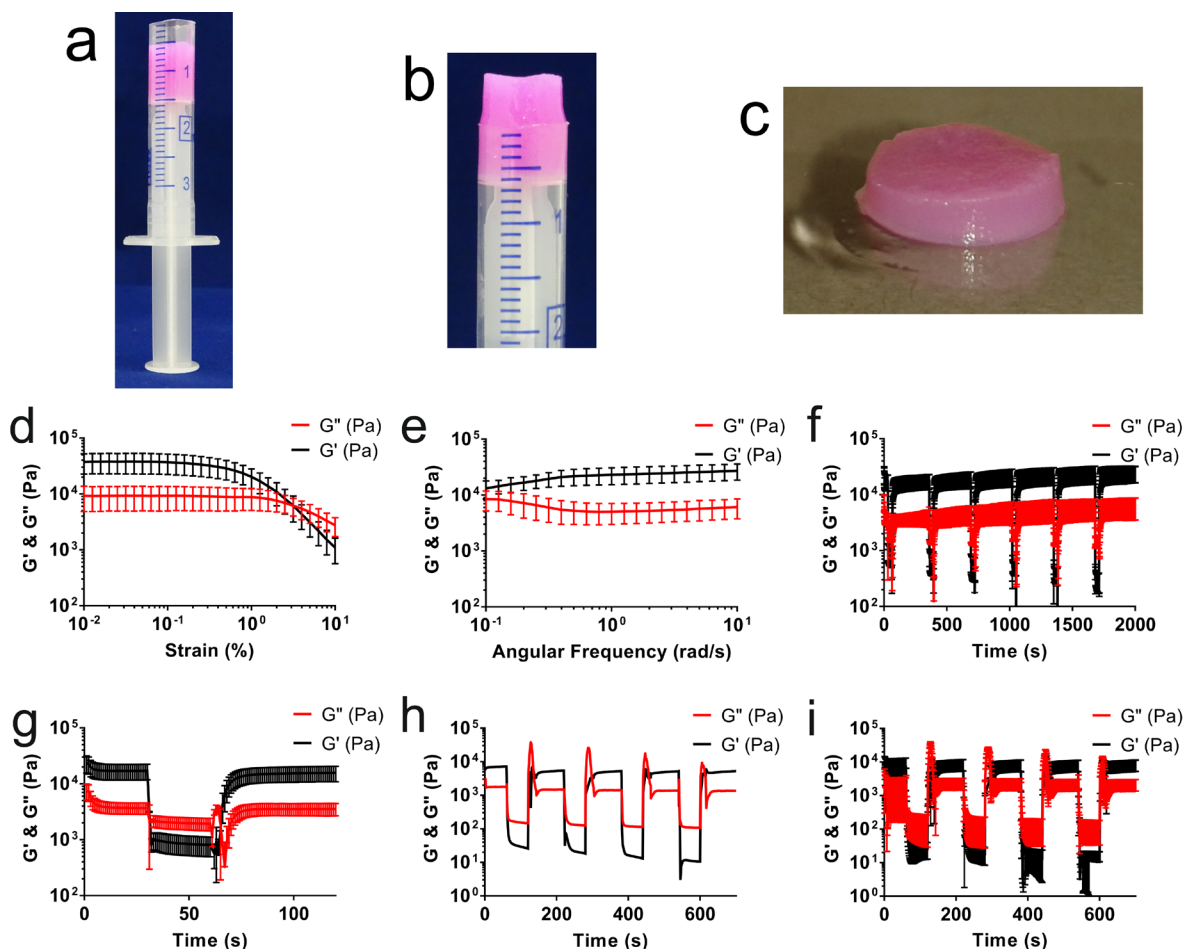 a
1
2
3
b
1
2
c
d
G'' (Pa)
G' (Pa)
G' & G'' (Pa)
10⁵
10⁴
10³
10²
10⁻² 10⁻¹ 10⁰ 10¹
Strain (%)
e
G'' (Pa)
G' (Pa)
G' & G'' (Pa)
10⁵
10⁴
10³
10²
10⁻¹ 10⁰ 10¹
Angular Frequency (rad/s)
f
G'' (Pa)
G' (Pa)
G' & G'' (Pa)
10⁵
10⁴
10³
10²
0 500 1000 1500 2000
Time (s)
g
G'' (Pa)
G' (Pa)
G' & G'' (Pa)
10⁵
10⁴
10³
10²
0 50 100
Time (s)
h
G'' (Pa)
G' (Pa)
G' & G'' (Pa)
10⁵
10⁴
10³
10²
10¹
10⁰
0 200 400 600
Time (s)
i
G'' (Pa)
G' (Pa)
G' & G'' (Pa)
10⁵
10⁴
10³
10²
10¹
10⁰
0 200 400 600
Time (s)